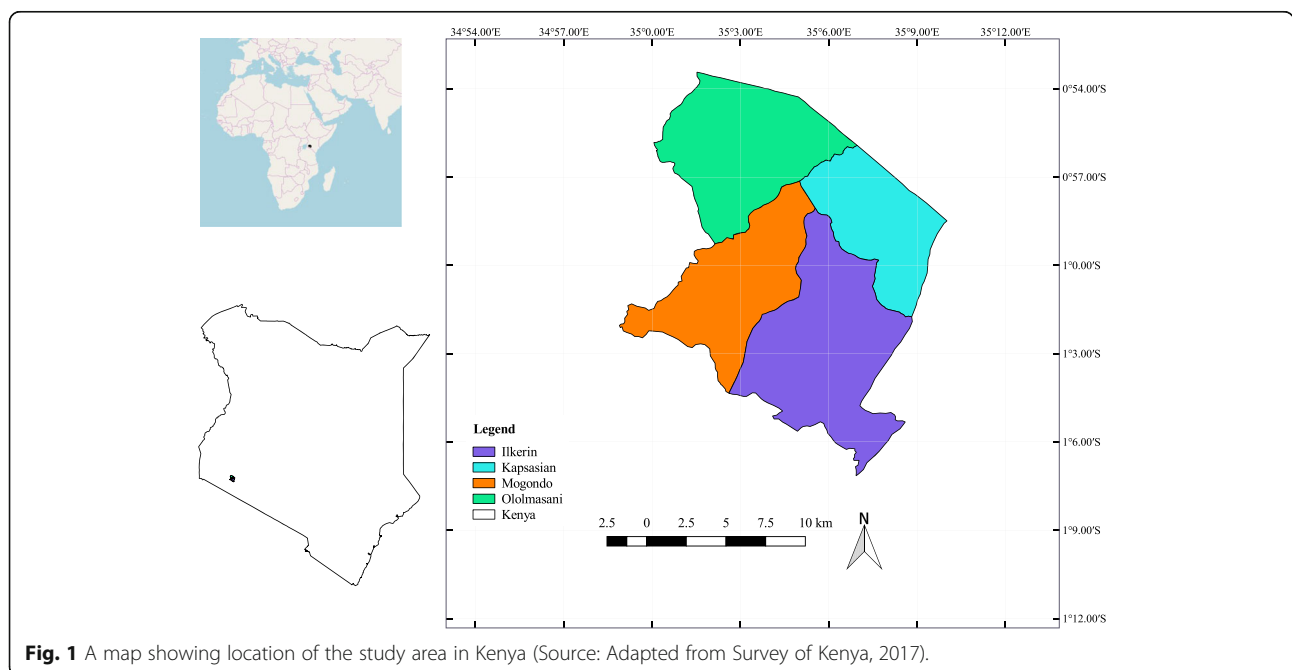 34°54.00′E 34°57.00′E 35°0.00′E 35°3.00′E 35°6.00′E 35°9.00′E 35°12.00′E
0°54.00′S
0°57.00′S
1°0.00′S
1°3.00′S
1°6.00′S
1°9.00′S
1°12.00′S
Legend
Ilkerin
Kapsasian
Mogondo
Ololmasani
Kenya
2.5 0 2.5 5 7.5 10 km
N
Fig. 1 A map showing location of the study area in Kenya (Source: Adapted from Survey of Kenya, 2017).